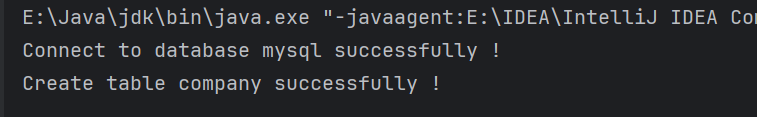 E:\Java\jdk\bin\java.exe "-javaagent:E:\IDEA\IntelliJ IDEA Co
Connect to database mysql successfully !
Create table company successfully !